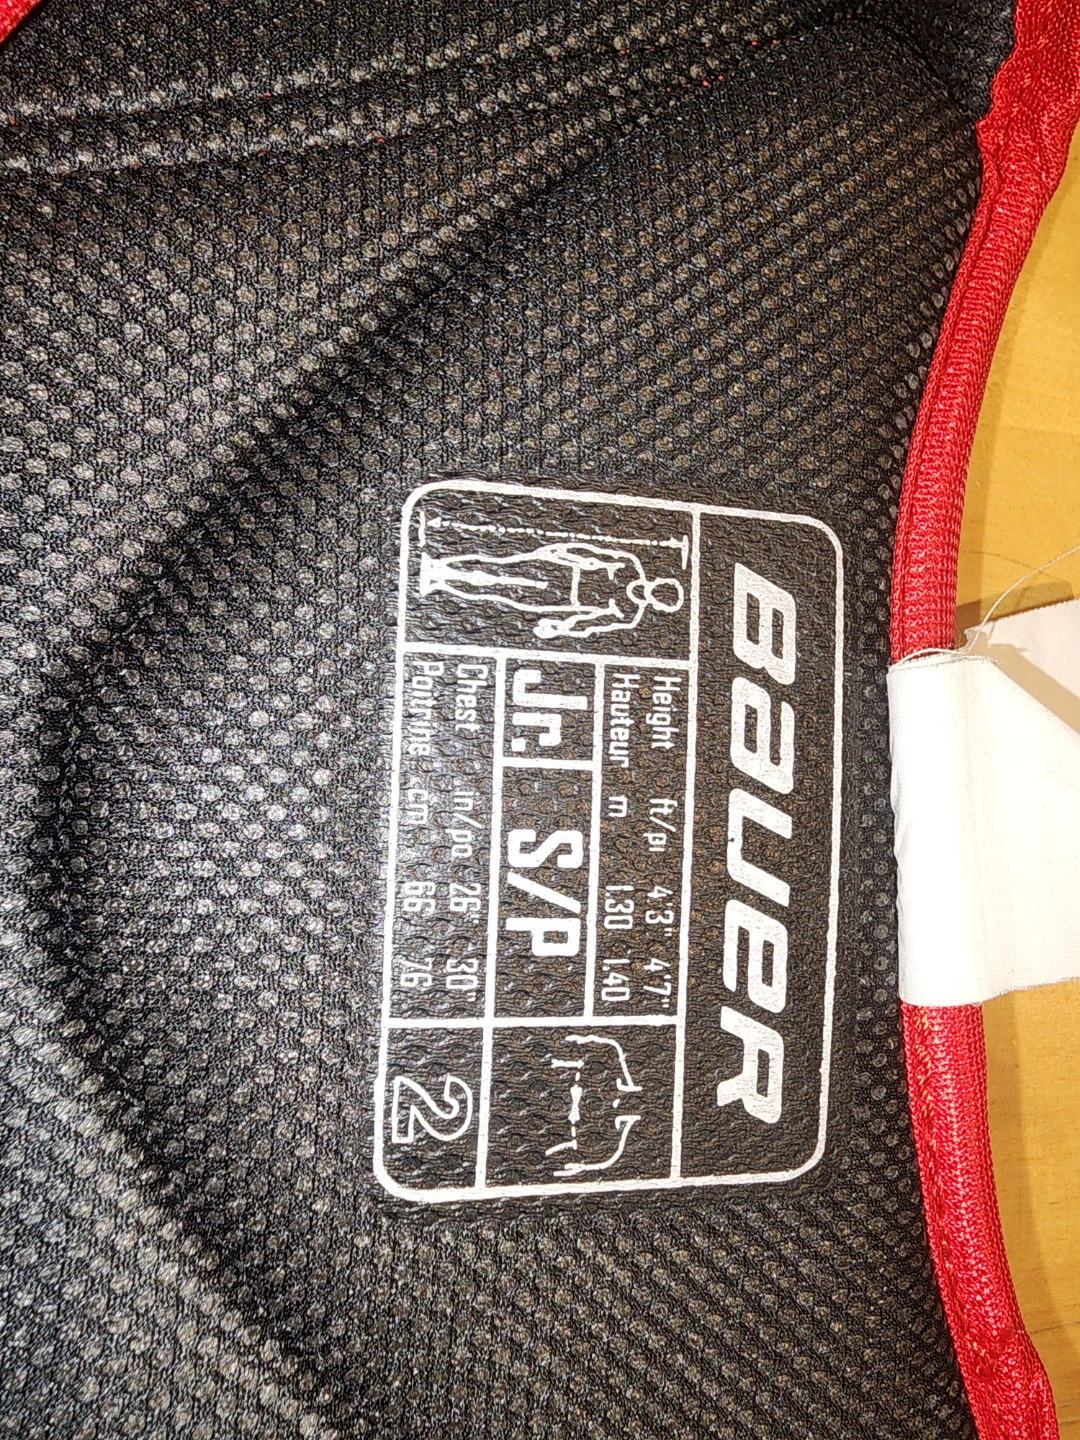 BAUER
Height ft/pi 4'3" 4'7"
Hauteur m 1.30 1.40
Jr. S/P
Chest in/po 26" 30"
Poitrine cm 66 76
2